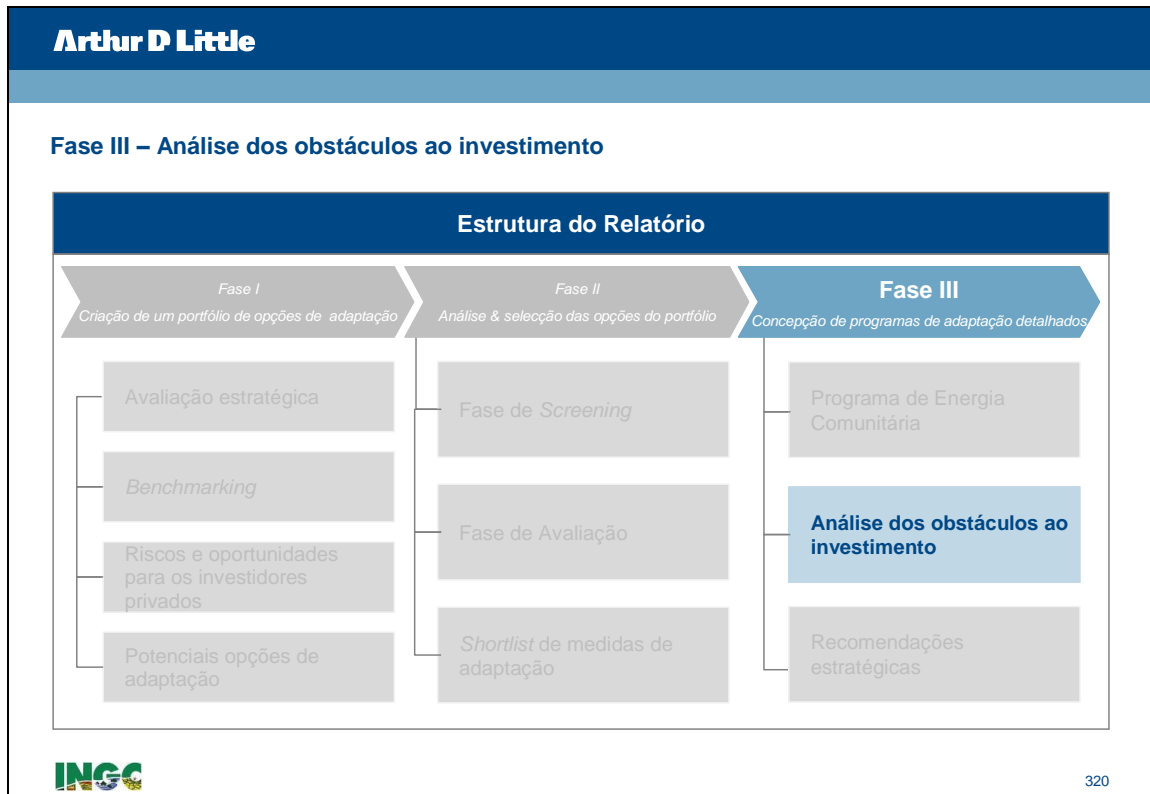 Arthur D Little
Fase III – Análise dos obstáculos ao investimento
Estrutura do Relatório
Fase I
Criação de um portfólio de opções de adaptação
Avaliação estratégica
Benchmarking
Riscos e oportunidades
para os investidores
privados
Potenciais opções de
adaptação
Fase II
Análise & selecção das opções do portfólio
Fase de Screening
Fase de Avaliação
Shortlist de medidas de
adaptação
Fase III
Concepção de programas de adaptação detalhados
Programa de Energia
Comunitária
Análise dos obstáculos ao
investimento
Recomendações
estratégicas
INGC
320